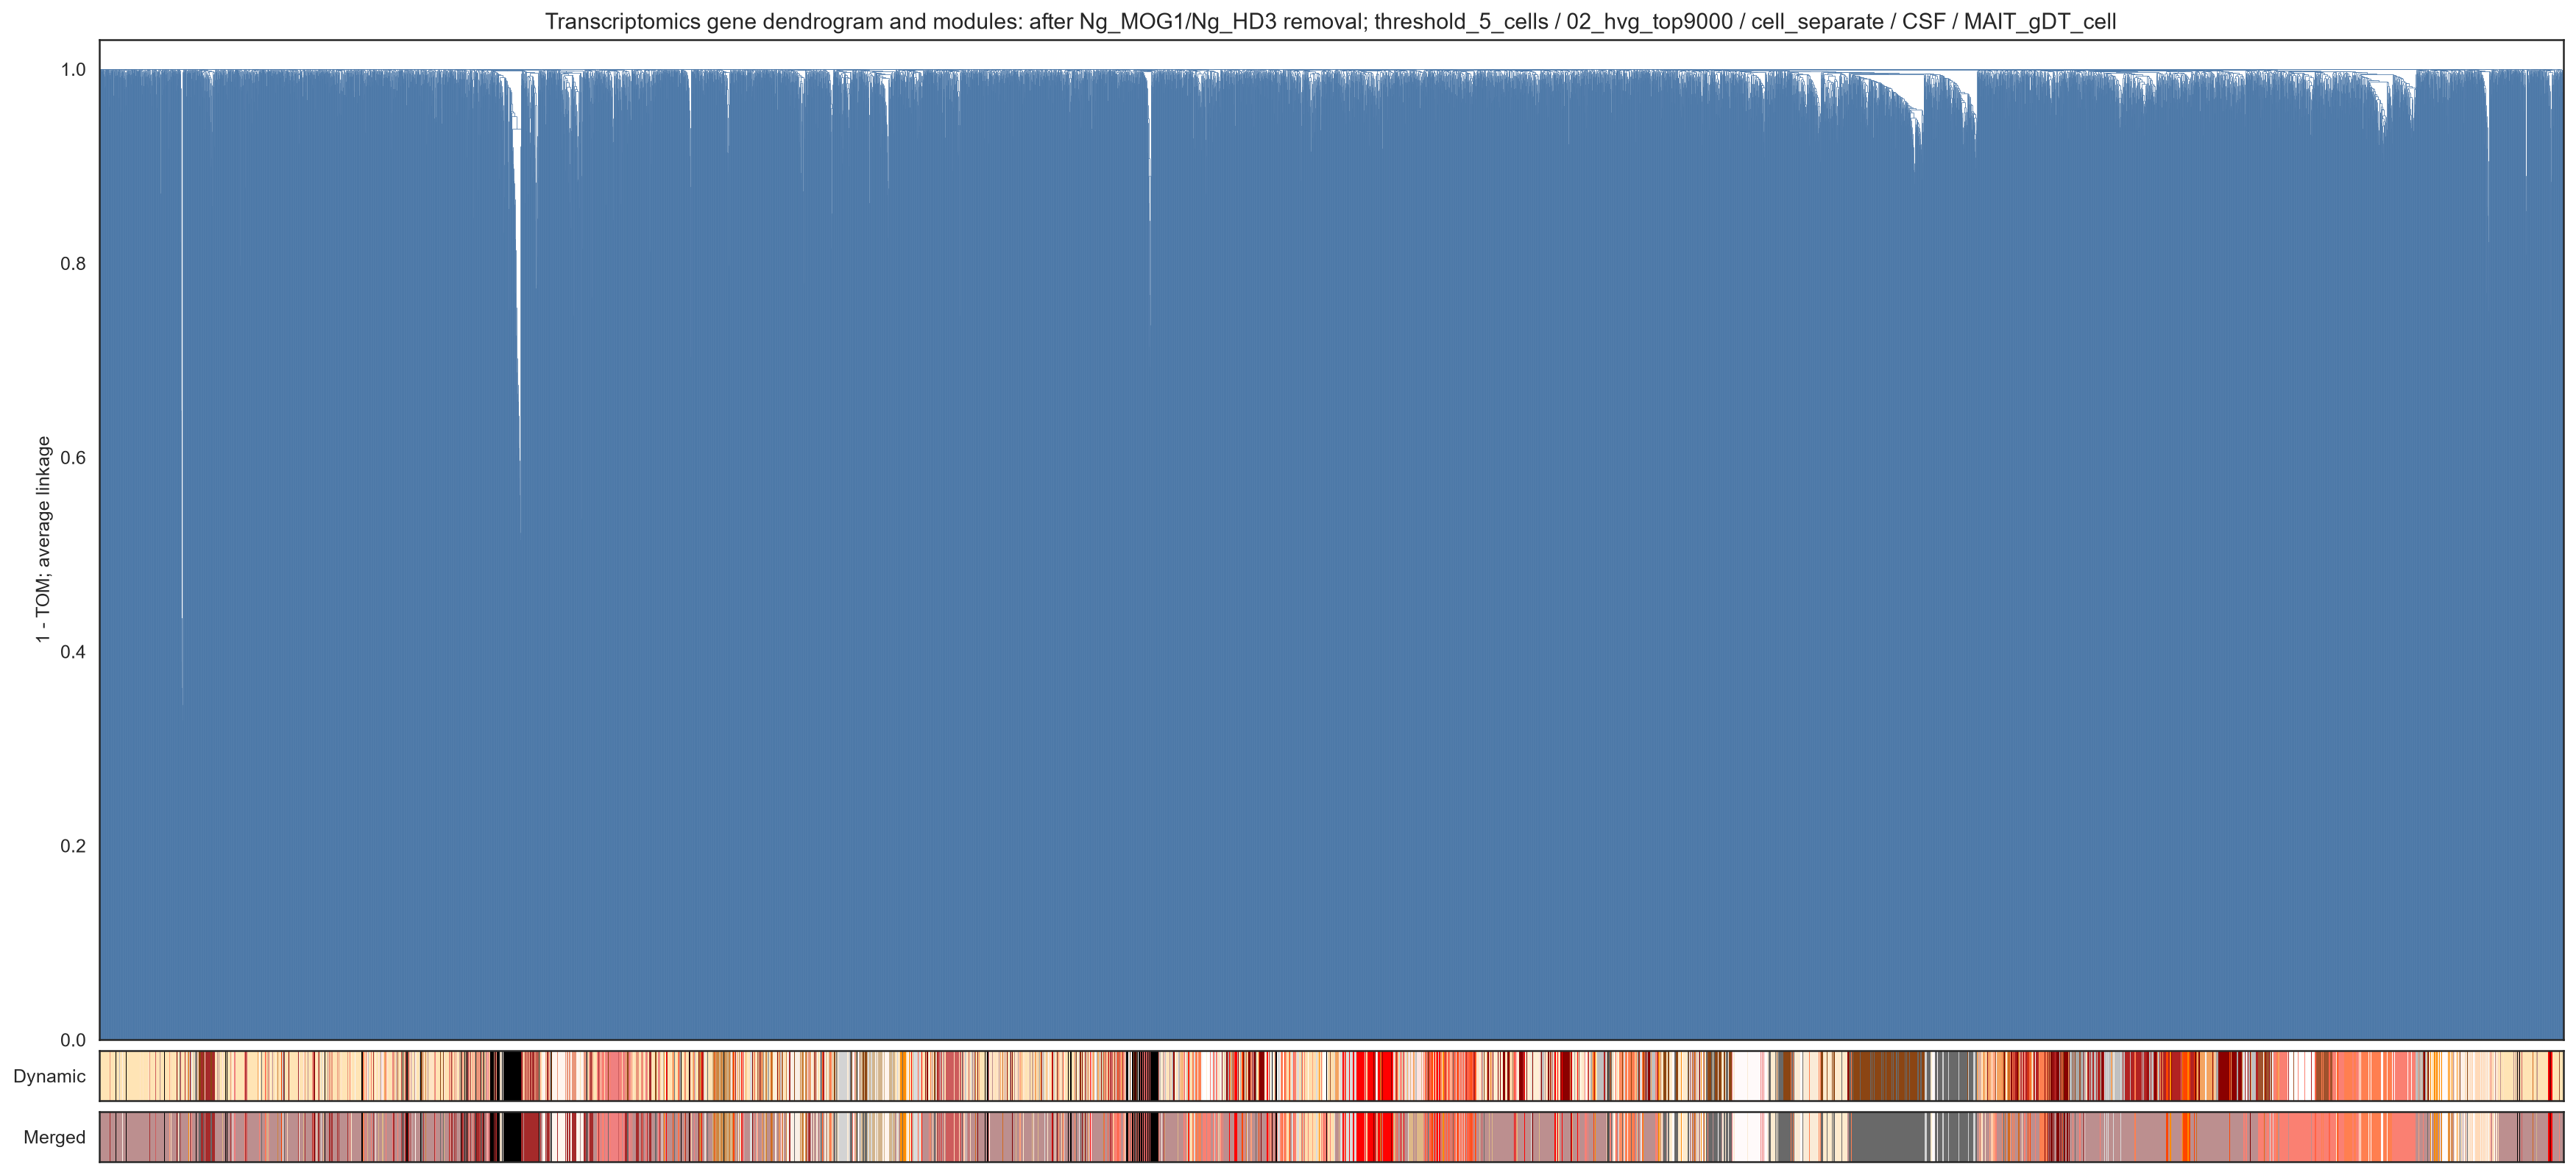 Transcriptomics gene dendrogram and modules: after Ng_MOG1/Ng_HD3 removal; threshold_5_cells / 02_hvg_top9000 / cell_separate / CSF / MAIT_gDT_cell
1.0
0.8
0.6
0.4
0.2
0.0
1 - TOM; average linkage
Dynamic
Merged